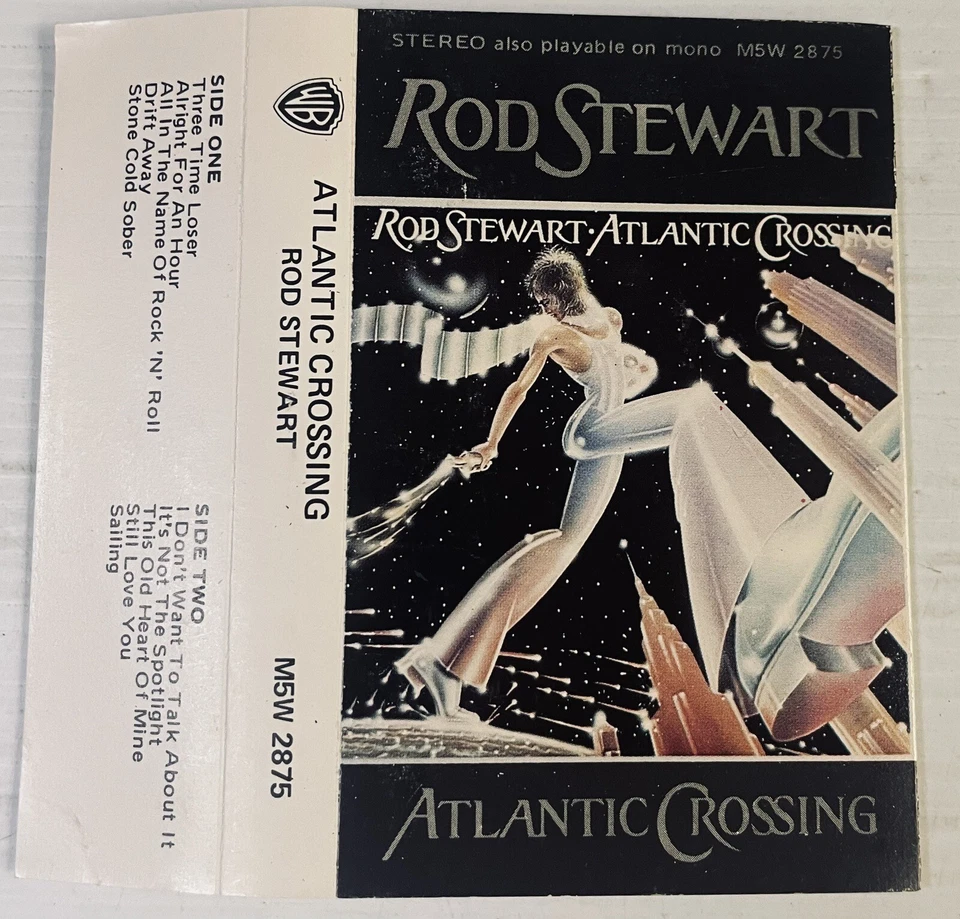 STEREO also playable on mono M5W 2875
ROD STEWART
ROD STEWART · ATLANTIC CROSSING
ATLANTIC CROSSING
WB
ATLANTIC CROSSING
ROD STEWART
M5W 2875
SIDE ONE
Three Time Loser
Alright For An Hour
All In The Name Of Rock 'N' Roll
Drift Away
Stone Cold Sober
SIDE TWO
I Don't Want To Talk About It
It's Not The Spotlight
This Old Heart Of Mine
Still Love You
Sailing